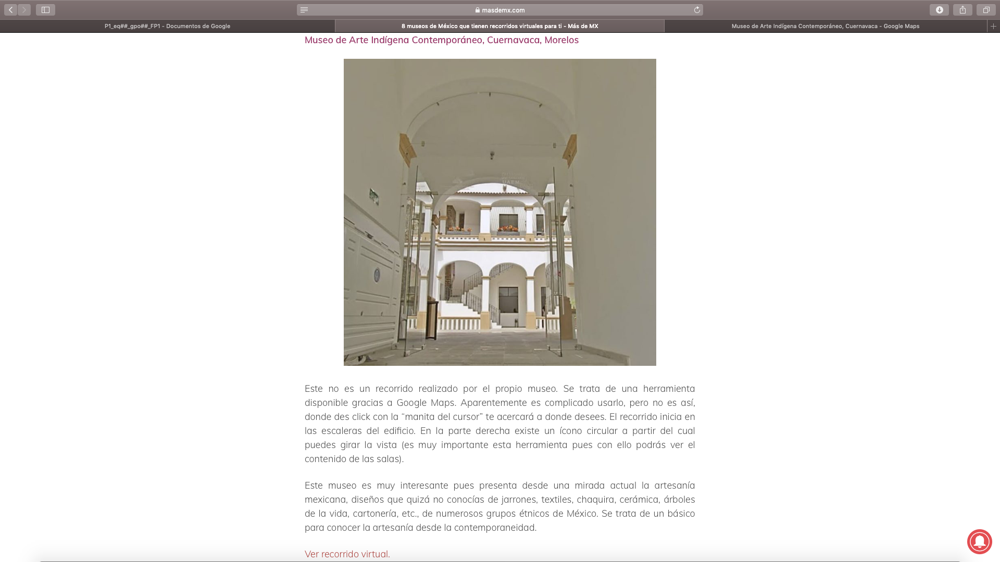 masdemx.com
P1_eq##_gpo##_FP1 - Documentos de Google
8 museos de México que tienen recorridos virtuales para ti - Más de MX
Museo de Arte Indígena Contemporáneo, Cuernavaca - Google Maps
Museo de Arte Indígena Contemporáneo, Cuernavaca, Morelos
UAEM
Este no es un recorrido realizado por el propio museo. Se trata de una herramienta
disponible gracias a Google Maps. Aparentemente es complicado usarlo, pero no es así,
donde des click con la “manita del cursor” te acercará a donde desees. El recorrido inicia en
las escaleras del edificio. En la parte derecha existe un ícono circular a partir del cual
puedes girar la vista (es muy importante esta herramienta pues con ello podrás ver el
contenido de las salas).
Este museo es muy interesante pues presenta desde una mirada actual la artesanía
mexicana, diseños que quizá no conocías de jarrones, textiles, chaquira, cerámica, árboles
de la vida, cartonería, etc., de numerosos grupos étnicos de México. Se trata de un básico
para conocer la artesanía desde la contemporaneidad.
Ver recorrido virtual.